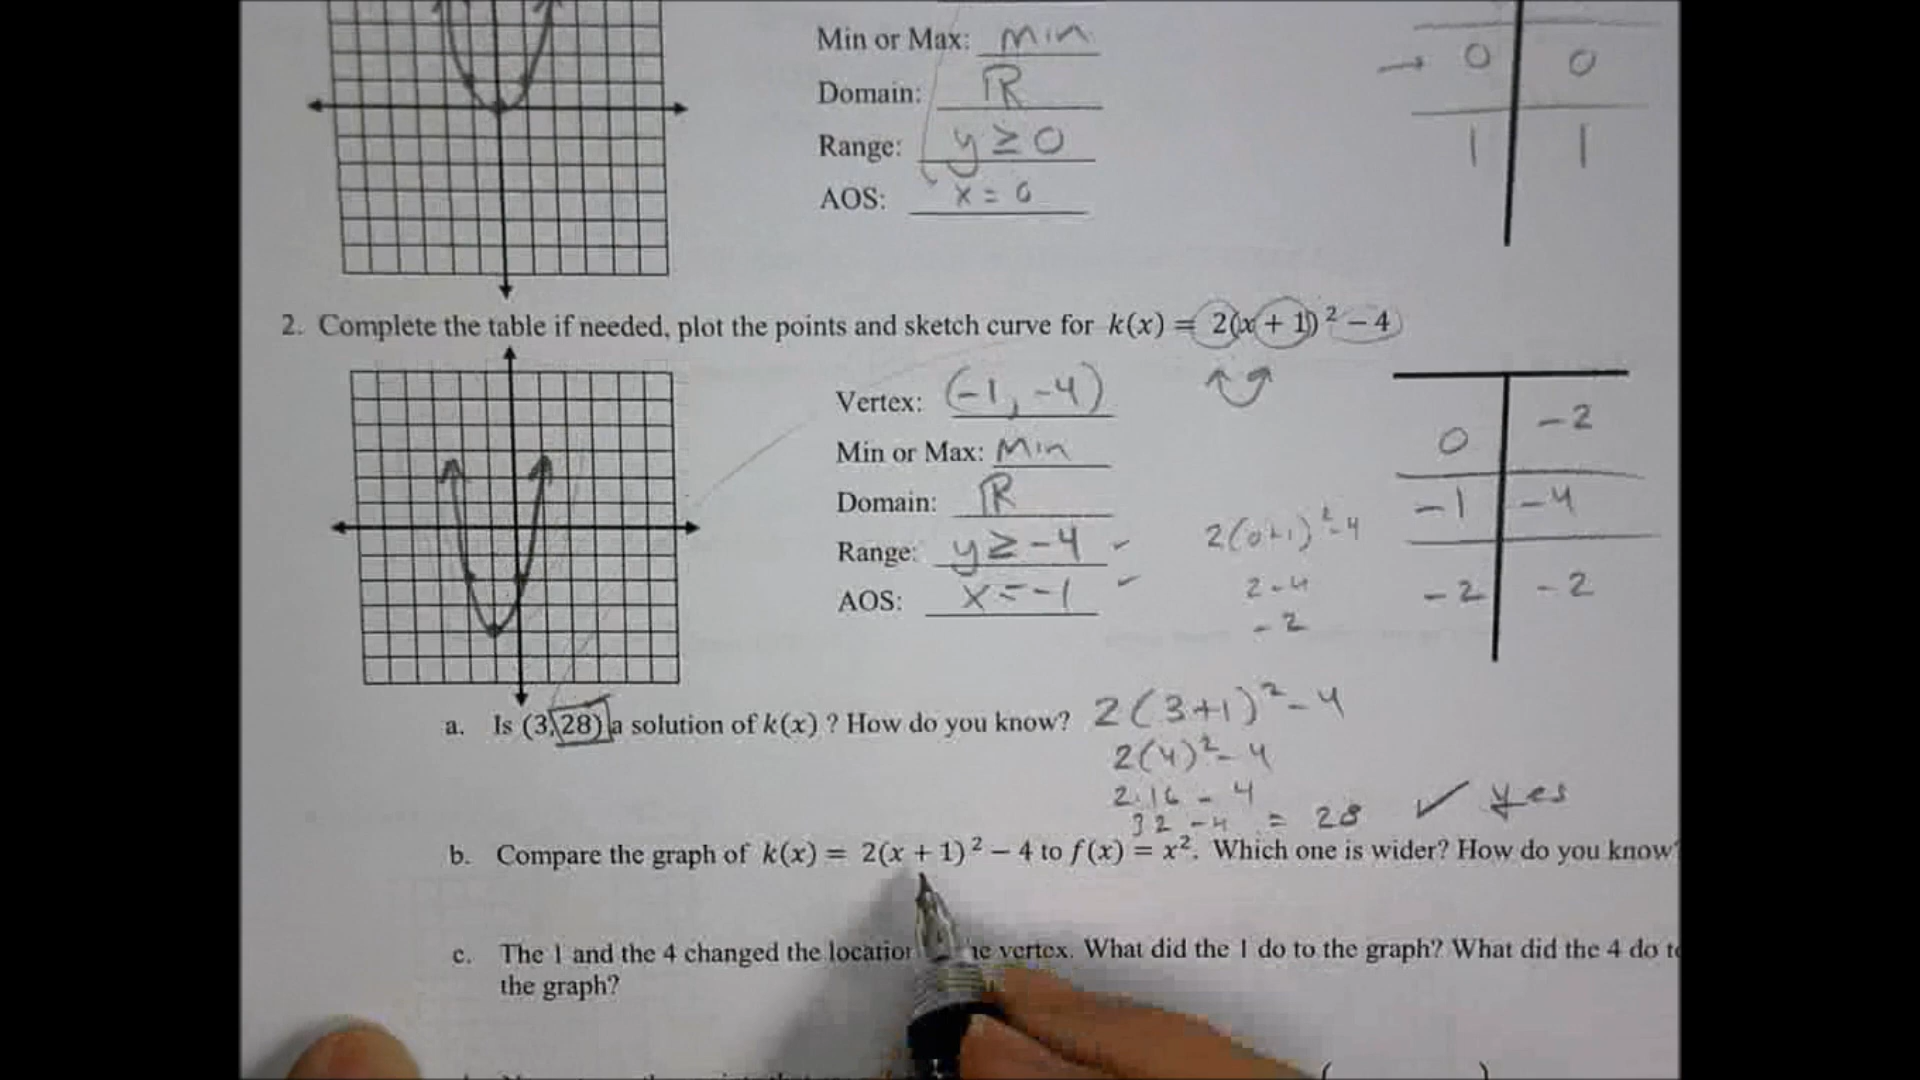 Min or Max: Min
Domain: R
Range: y ≥ 0
AOS: x = 0
→ 0 | 0
1 | 1
2. Complete the table if needed, plot the points and sketch curve for k(x) = 2(x + 1)² − 4
Vertex: (-1, -4)
Min or Max: Min
Domain: R
Range: y ≥ -4
AOS: x = -1
2(0+1)² - 4
2 - 4
- 2
0 | -2
-1 | -4
-2 | -2
a. Is (3, 28) a solution of k(x) ? How do you know? 2(3+1)² - 4
2(4)² - 4
2·16 - 4
32 - 4 = 28 ✓ yes
b. Compare the graph of k(x) = 2(x + 1)² − 4 to f(x) = x². Which one is wider? How do you know
c. The 1 and the 4 changed the vertex. What did the 1 do to the graph? What did the 4 do
the graph?